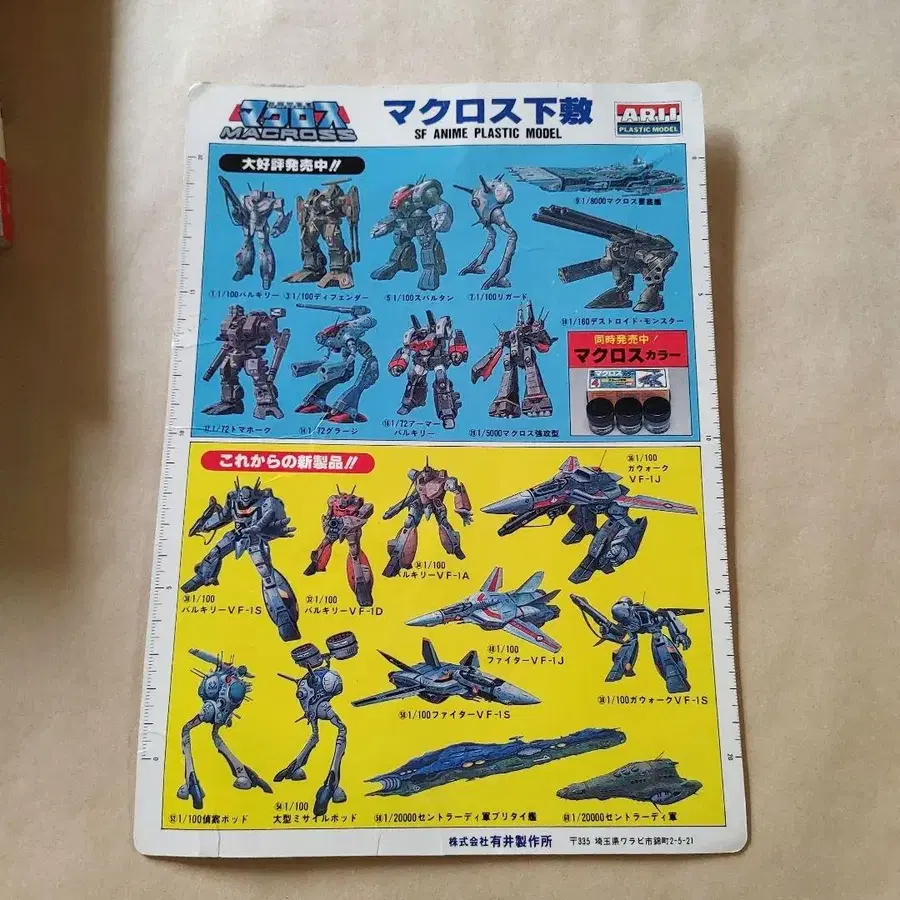 マクロス
MACROSS
マクロス下敷
SF ANIME PLASTIC MODEL
ARII
PLASTIC MODEL
大好評発売中!!
①1/100バルキリー
③1/100ディフェンダー
⑤1/100スパルタン
⑦1/100リガード
⑨1/8000マクロス要塞艦
1/160デストロイド・モンスター
同時発売中!
マクロスカラー
マクロス
1/72トマホーク
1/72グラージ
1/72アーマー
バルキリー
1/5000マクロス強攻型
これからの新製品!!
1/100
バルキリーVF-1S
1/100
バルキリーVF-1D
1/100
バルキリーVF-1A
1/100
ガウォーク
VF-1J
1/100
ファイターVF-1J
1/100ファイターVF-1S
1/100ガウォークVF-1S
1/100偵察ポッド
1/100
大型ミサイルポッド
1/20000ゼントラーディ軍ブリタイ艦
1/20000ゼントラーディ軍
株式会社有井製作所
〒335 埼玉県ワラビ市錦町2-5-21